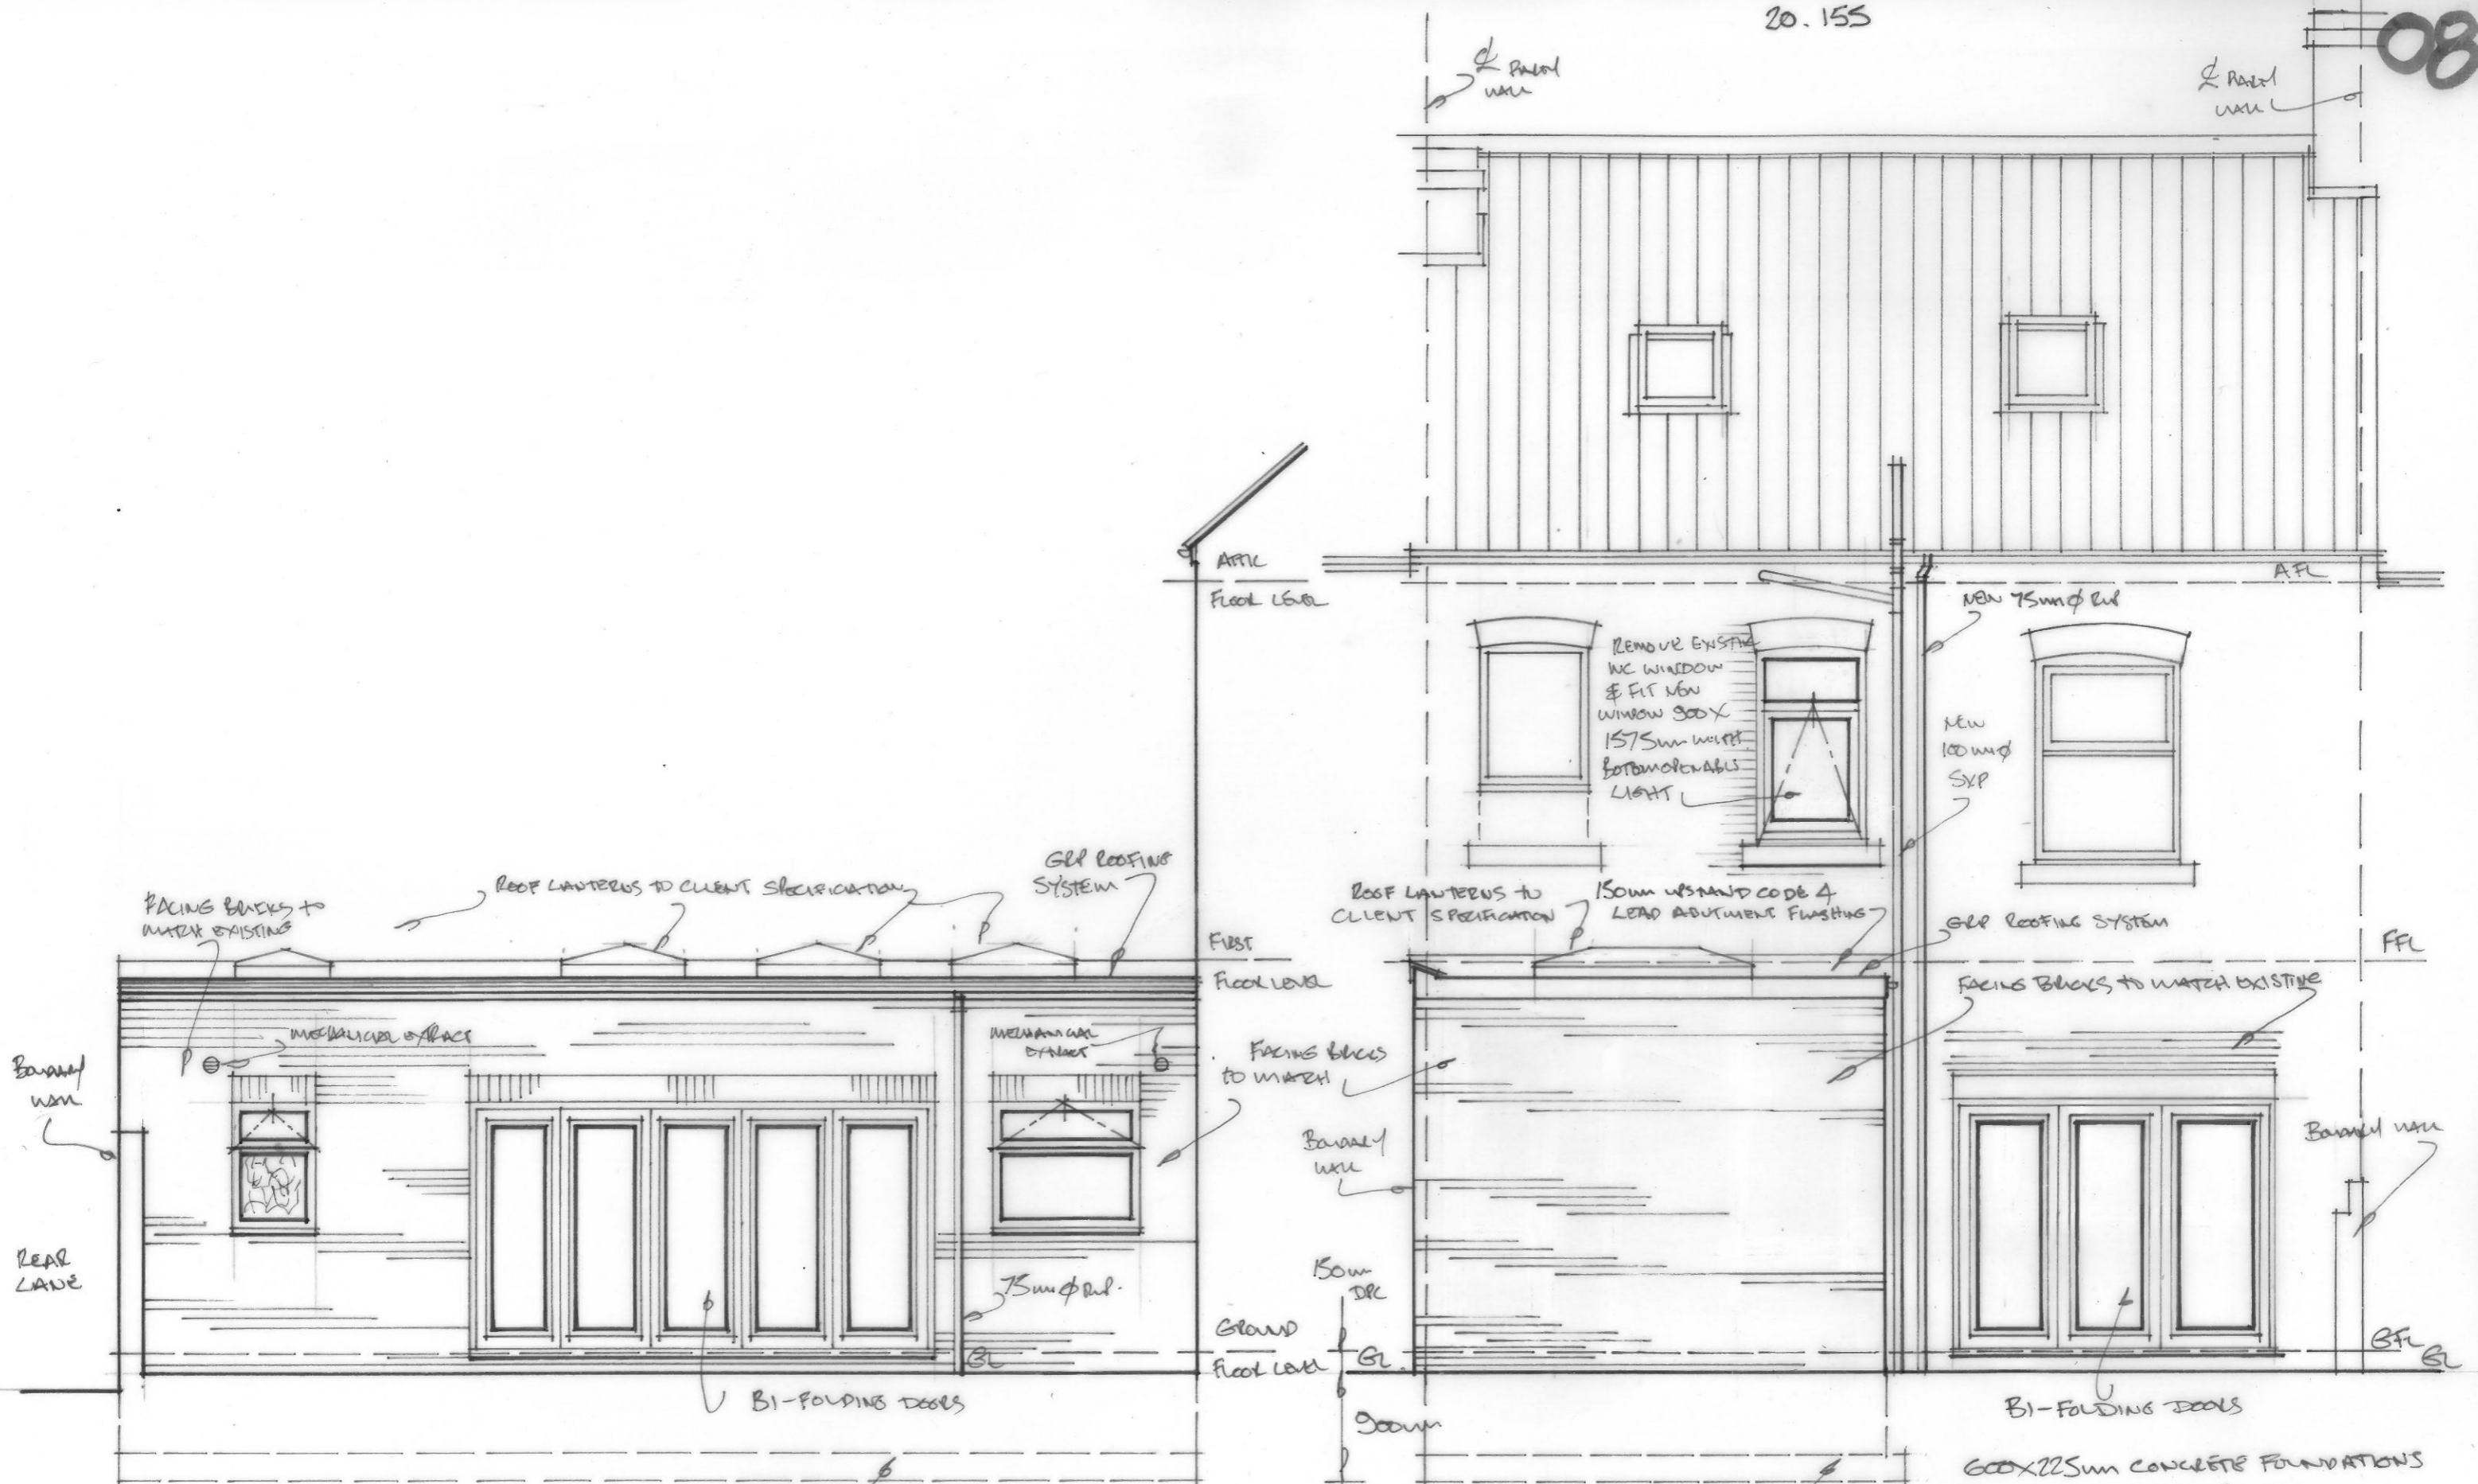 20.155
08
℄ PARTY
WALL
℄ PARTY
WALL
ATTIC
FLOOR LEVEL
AFL
NEW 75mm Ø RWP
REMOVE EXISTING
WC WINDOW
& FIT NEW
WINDOW 900 X
1575mm WITH
BOTTOM OPENABLE
LIGHT
NEW
100mm Ø
SVP
FACING BRICKS TO
MATCH EXISTING
ROOF LANTERNS TO CLIENT SPECIFICATION
GRP ROOFING
SYSTEM
ROOF LANTERNS TO
CLIENT SPECIFICATION
150mm UPSTAND CODE 4
LEAD ABUTMENT FLASHING
GRP ROOFING SYSTEM
FIRST
FLOOR LEVEL
FFL
FACING BRICKS TO MATCH EXISTING
MECHANICAL EXTRACT
MECHANICAL
EXTRACT
FACING BRICKS
TO MATCH
BOUNDARY
WALL
BOUNDARY
WALL
BOUNDARY WALL
REAR
LANE
75mm Ø RWP.
150mm
DPC
GROUND
FLOOR LEVEL
GL
GL
GFL
GL
BI-FOLDING DOORS
BI-FOLDING DOORS
900mm
600X225mm CONCRETE FOUNDATIONS